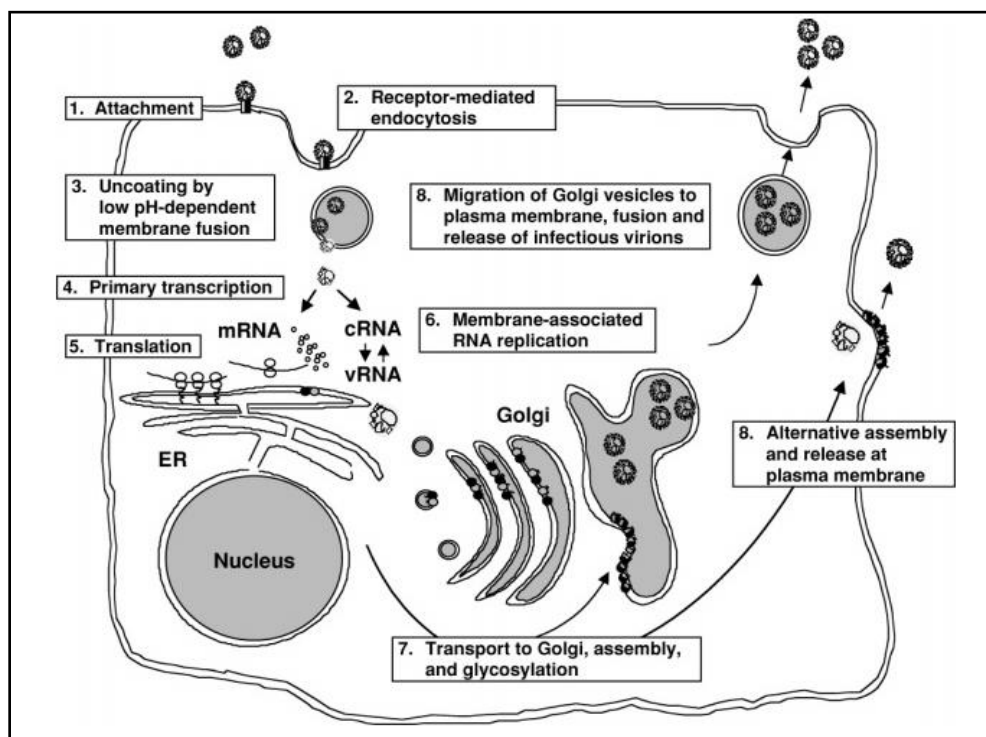 1. Attachment
2. Receptor-mediated
endocytosis
3. Uncoating by
low pH-dependent
membrane fusion
8. Migration of Golgi vesicles to
plasma membrane, fusion and
release of infectious virions
4. Primary transcription
mRNA
cRNA
vRNA
6. Membrane-associated
RNA replication
5. Translation
Golgi
ER
8. Alternative assembly
and release at
plasma membrane
Nucleus
7. Transport to Golgi, assembly,
and glycosylation